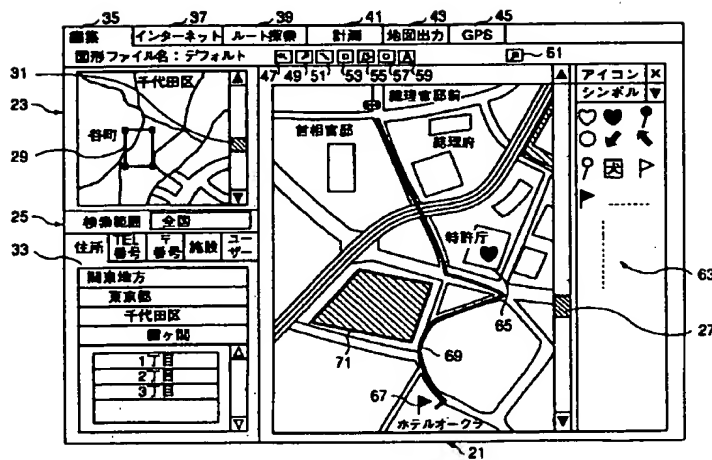 35 37 39 41 43 45
編集 インターネット ルート探索 計測 地図出力 GPS
図形ファイル名:デフォルト
47 49 51 53 55 57 59
61
31
23
29
25
33
千代田区
谷町
検索範囲 全国
住所 TEL番号 〒番号 施設 ユーザー
関東地方
東京都
千代田区
霞ヶ関
1丁目
2丁目
3丁目
総理官邸前
首相官邸
総理府
特許庁
65
69
71
67
ホテルオークラ
アイコン ×
シンボル ▼
63
27
21